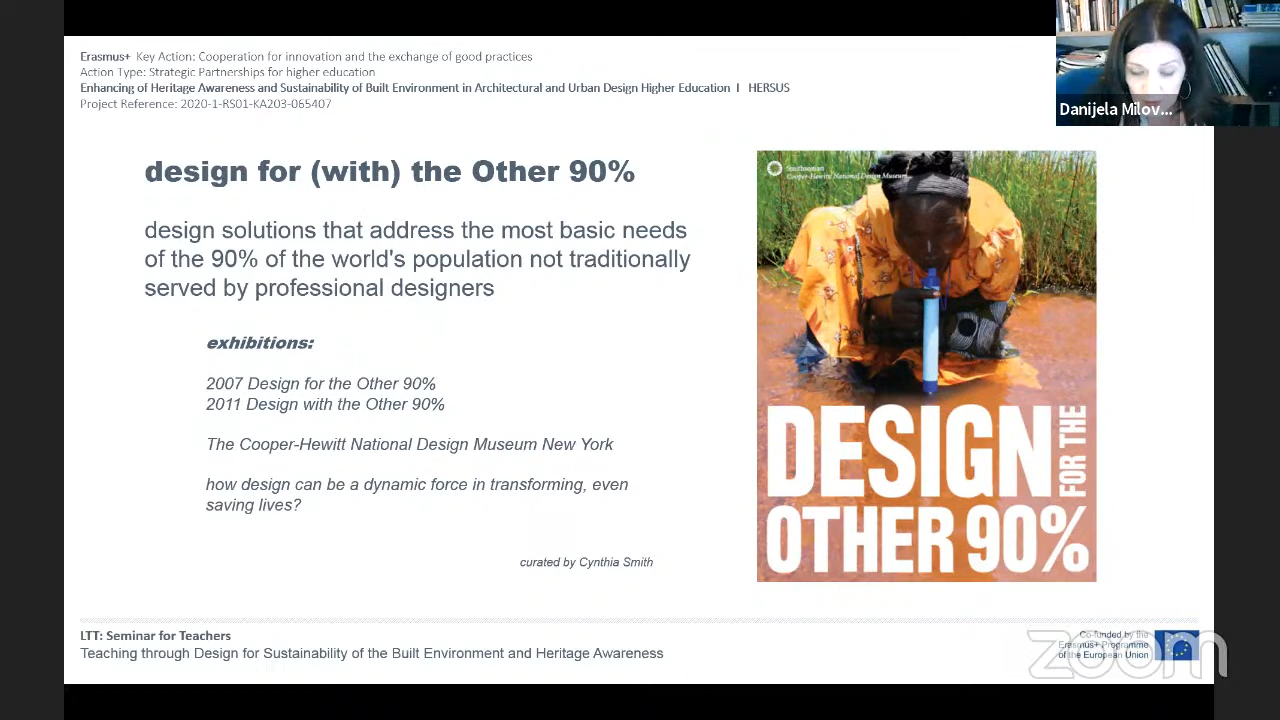 Erasmus+ Key Action: Cooperation for innovation and the exchange of good practices
Action Type: Strategic Partnerships for higher education
Enhancing of Heritage Awareness and Sustainability of Built Environment in Architectural and Urban Design Higher Education I HERSUS
Project Reference: 2020-1-RS01-KA203-065407
Danijela Milov...
design for (with) the Other 90%
design solutions that address the most basic needs
of the 90% of the world's population not traditionally
served by professional designers
exhibitions:
2007 Design for the Other 90%
2011 Design with the Other 90%
The Cooper-Hewitt National Design Museum New York
how design can be a dynamic force in transforming, even
saving lives?
curated by Cynthia Smith
Smithsonian
Cooper-Hewitt National Design Museum
DESIGN
FOR THE
OTHER 90%
LTT: Seminar for Teachers
Teaching through Design for Sustainability of the Built Environment and Heritage Awareness
Co-funded by the
Erasmus+ Programme
of the European Union
zoom